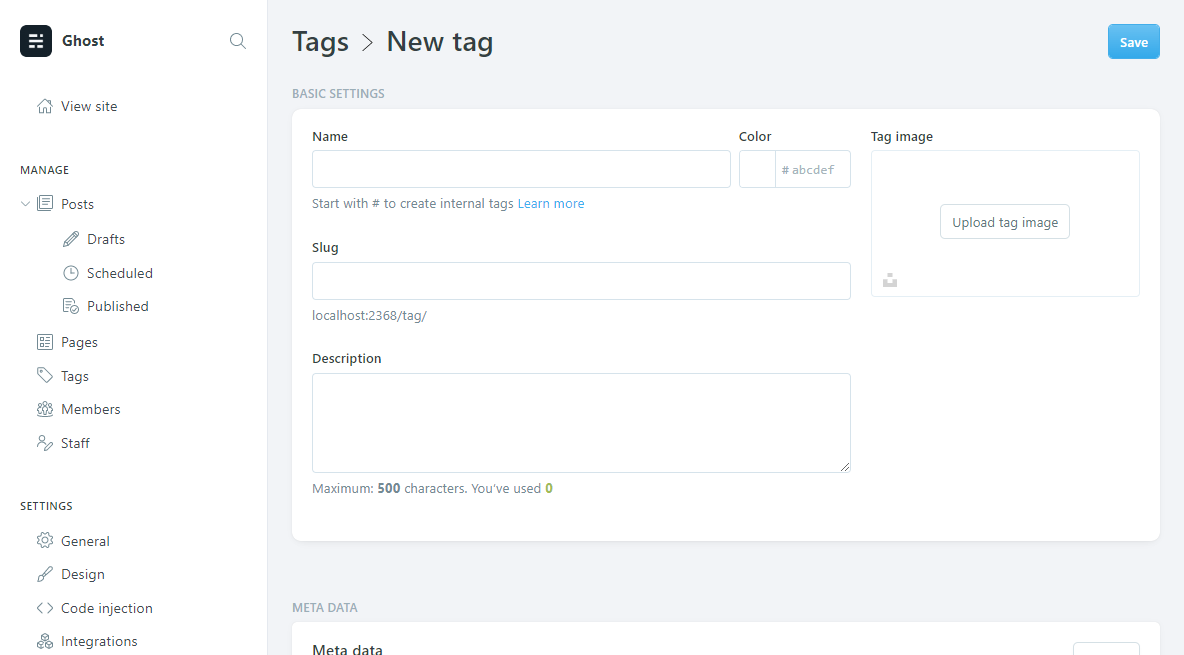 Ghost
View site
MANAGE
Posts
Drafts
Scheduled
Published
Pages
Tags
Members
Staff
SETTINGS
General
Design
Code injection
Integrations
Tags > New tag
Save
BASIC SETTINGS
Name
Start with # to create internal tags Learn more
Color
# abcdef
Slug
localhost:2368/tag/
Description
Maximum: 500 characters. You've used 0
Tag image
Upload tag image
META DATA
Meta data